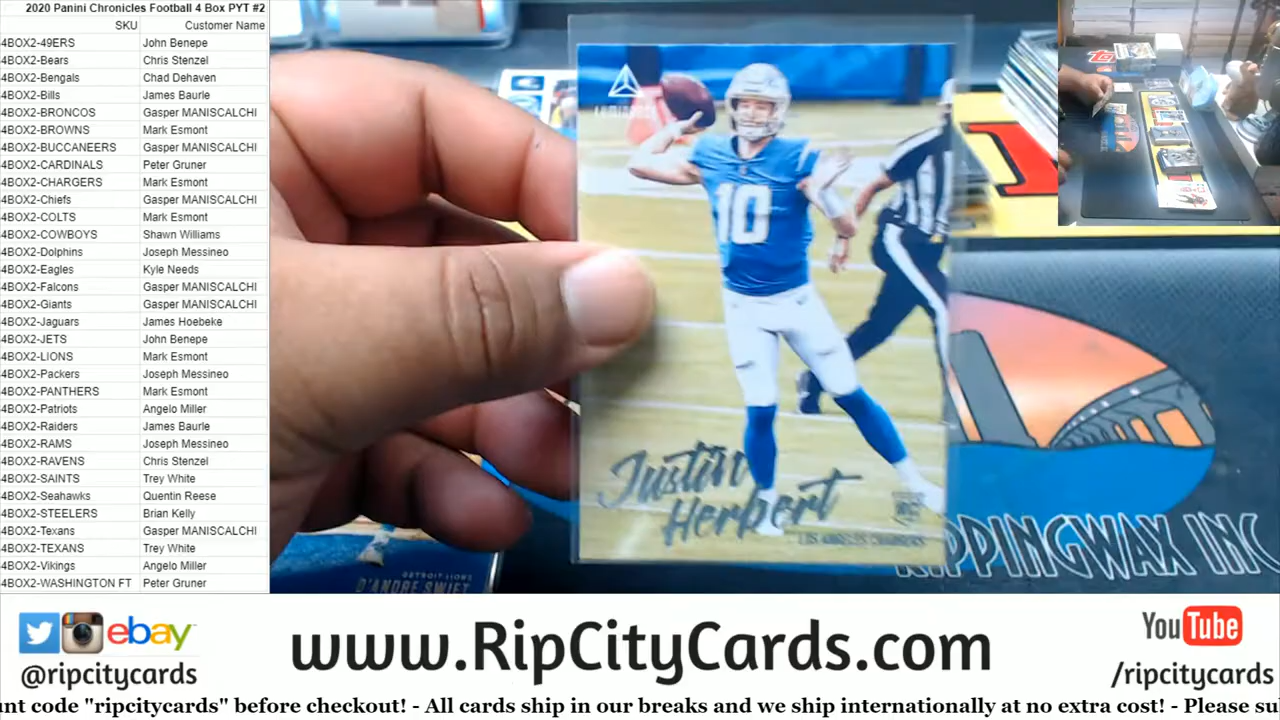 2020 Panini Chronicles Football 4 Box PYT #2
SKU Customer Name
4BOX2-49ERS John Benepe
4BOX2-Bears Chris Stenzel
4BOX2-Bengals Chad Dehaven
4BOX2-Bills James Baurle
4BOX2-BRONCOS Gasper MANISCALCHI
4BOX2-BROWNS Mark Esmont
4BOX2-BUCCANEERS Gasper MANISCALCHI
4BOX2-CARDINALS Peter Gruner
4BOX2-CHARGERS Mark Esmont
4BOX2-Chiefs Gasper MANISCALCHI
4BOX2-COLTS Mark Esmont
4BOX2-COWBOYS Shawn Williams
4BOX2-Dolphins Joseph Messineo
4BOX2-Eagles Kyle Needs
4BOX2-Falcons Gasper MANISCALCHI
4BOX2-Giants Gasper MANISCALCHI
4BOX2-Jaguars James Hoebeke
4BOX2-JETS John Benepe
4BOX2-LIONS Mark Esmont
4BOX2-Packers Joseph Messineo
4BOX2-PANTHERS Mark Esmont
4BOX2-Patriots Angelo Miller
4BOX2-Raiders James Baurle
4BOX2-RAMS Joseph Messineo
4BOX2-RAVENS Chris Stenzel
4BOX2-SAINTS Trey White
4BOX2-Seahawks Quentin Reese
4BOX2-STEELERS Brian Kelly
4BOX2-Texans Gasper MANISCALCHI
4BOX2-TEXANS Trey White
4BOX2-Vikings Angelo Miller
4BOX2-WASHINGTON FT Peter Gruner
10
Justin
Herbert
RC
LOS ANGELES CHARGERS
DETROIT LIONS
D'ANDRE SWIFT
RIPPINGWAX INC
ebay
@ripcitycards
www.RipCityCards.com
YouTube
/ripcitycards
unt code "ripcitycards" before checkout! - All cards ship in our breaks and we ship internationally at no extra cost! - Please su